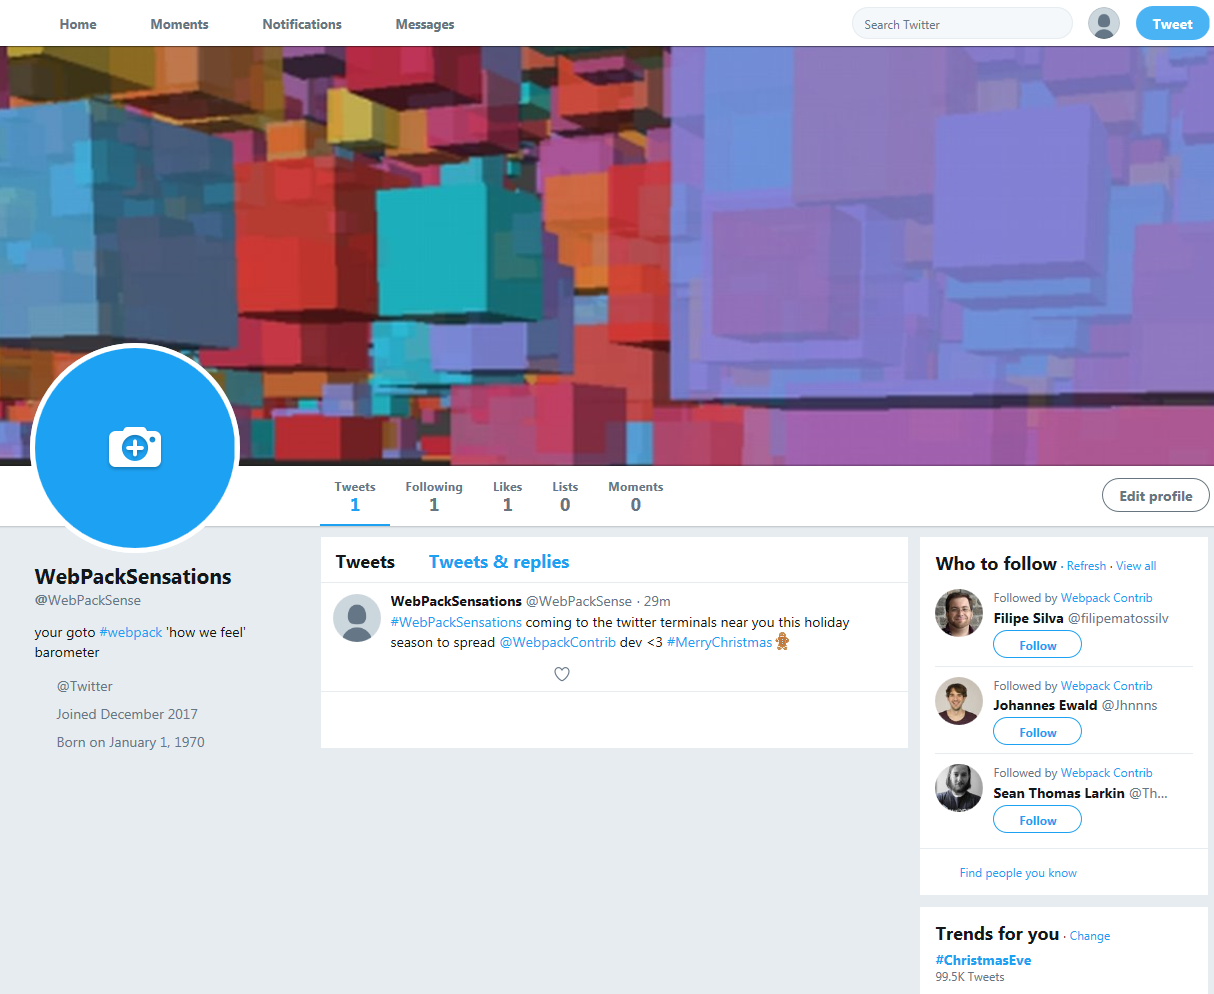 Home Moments Notifications Messages Search Twitter Tweet
Tweets Following Likes Lists Moments
1 1 1 0 0
Edit profile
WebPackSensations
@WebPackSense
your goto #webpack 'how we feel'
barometer
@Twitter
Joined December 2017
Born on January 1, 1970
Tweets Tweets & replies
WebPackSensations @WebPackSense · 29m
#WebPackSensations coming to the twitter terminals near you this holiday
season to spread @WebpackContrib dev <3 #MerryChristmas
Who to follow · Refresh · View all
Followed by Webpack Contrib
Filipe Silva @filipematossilv
Follow
Followed by Webpack Contrib
Johannes Ewald @Jhnnns
Follow
Followed by Webpack Contrib
Sean Thomas Larkin @Th...
Follow
Find people you know
Trends for you · Change
#ChristmasEve
99.5K Tweets